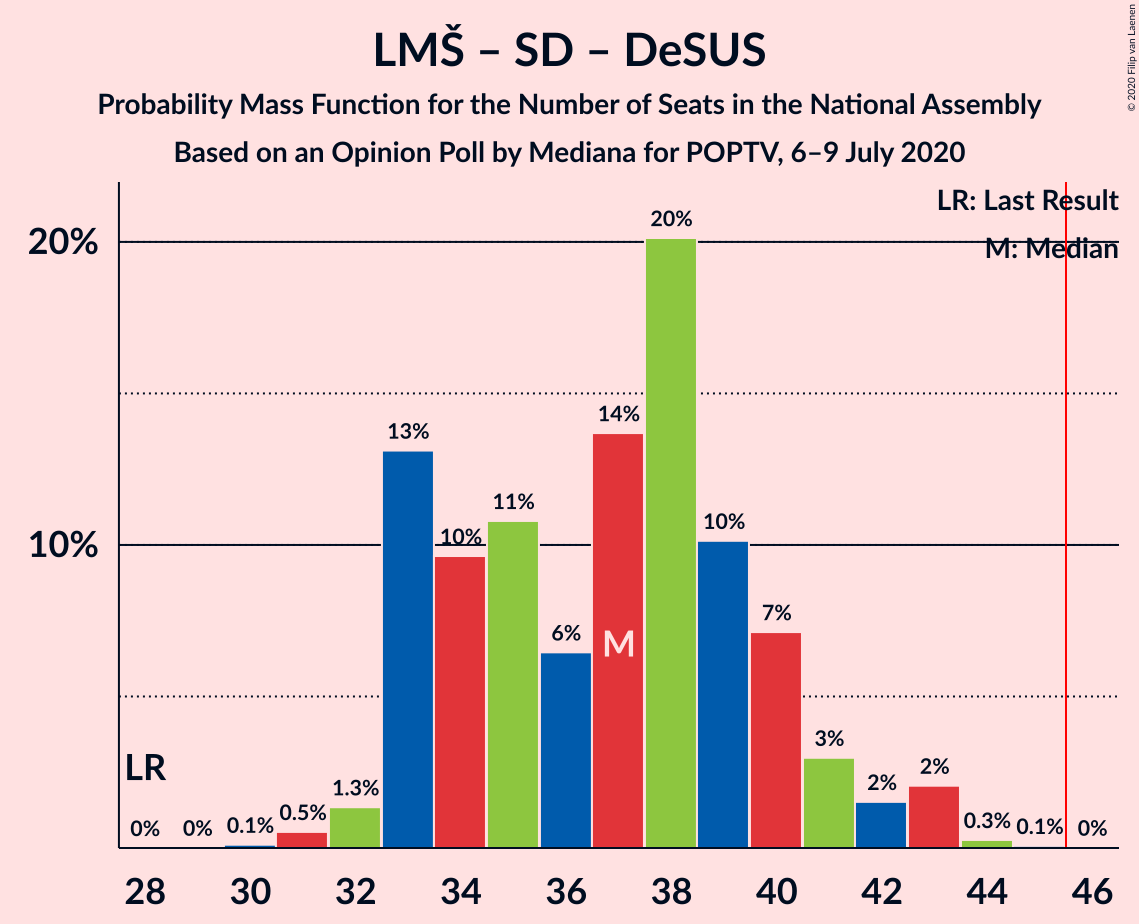 LMŠ – SD – DeSUS
Probability Mass Function for the Number of Seats in the National Assembly
Based on an Opinion Poll by Mediana for POPTV, 6–9 July 2020
© 2020 Filip van Laenen
LR: Last Result
M: Median
20%
10%
LR
0%
0%
0.1%
0.5%
1.3%
13%
10%
11%
6%
14%
M
20%
10%
7%
3%
2%
2%
0.3%
0.1%
0%
28 30 32 34 36 38 40 42 44 46